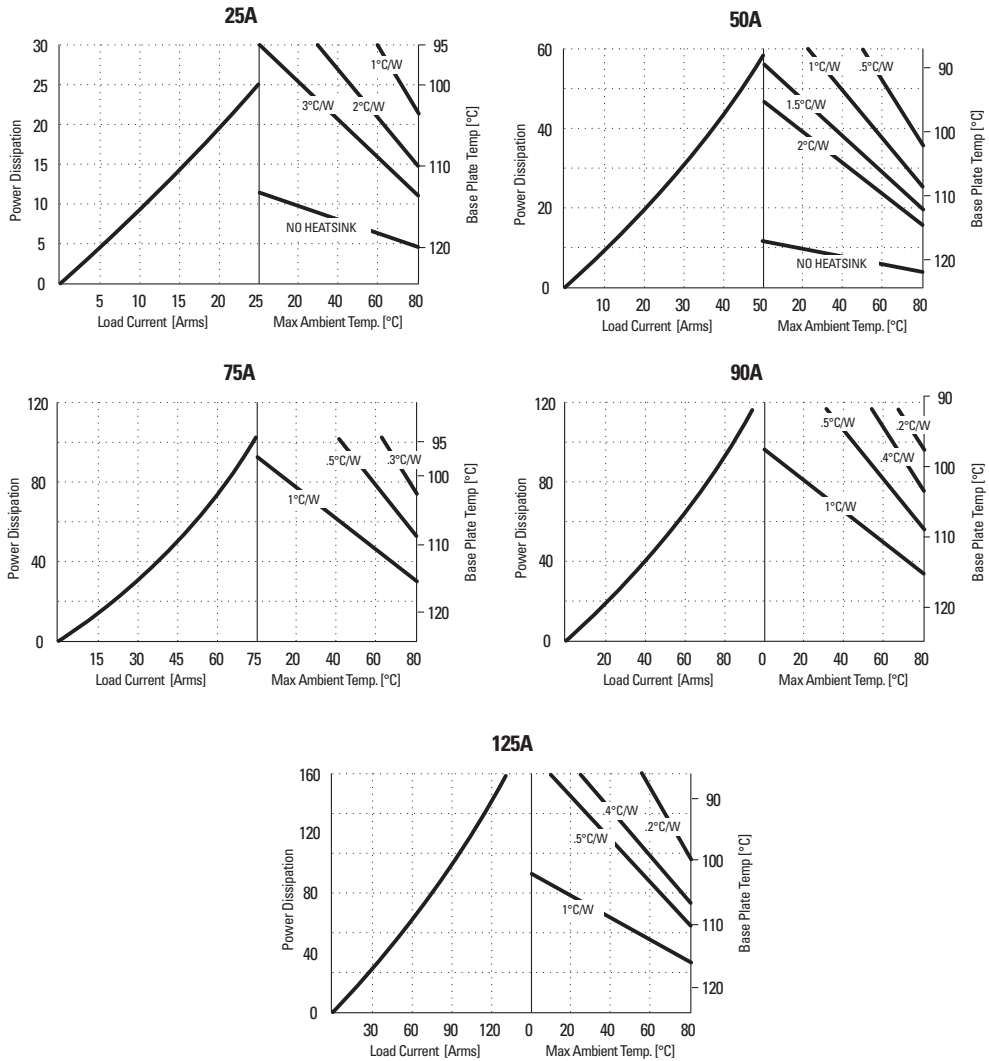 25A
30
25
20
15
10
5
0
Power Dissipation
1°C/W
2°C/W
3°C/W
NO HEATSINK
95
100
110
120
Base Plate Temp [°C]
5 10 15 20 25 20 40 60 80
Load Current [Arms] Max Ambient Temp. [°C]
50A
60
40
20
0
Power Dissipation
1°C/W
.5°C/W
1.5°C/W
2°C/W
NO HEATSINK
90
100
110
120
Base Plate Temp [°C]
10 20 30 40 50 20 40 60 80
Load Current [Arms] Max Ambient Temp. [°C]
75A
120
80
40
0
Power Dissipation
.5°C/W
.3°C/W
1°C/W
95
100
110
120
Base Plate Temp [°C]
15 30 45 60 75 20 40 60 80
Load Current [Arms] Max Ambient Temp. [°C]
90A
120
80
40
0
Power Dissipation
.5°C/W
.2°C/W
.4°C/W
1°C/W
90
100
110
120
Base Plate Temp [°C]
20 40 60 80 0 20 40 60 80
Load Current [Arms] Max Ambient Temp. [°C]
125A
160
120
80
40
0
Power Dissipation
.4°C/W
.2°C/W
.5°C/W
1°C/W
90
100
110
120
Base Plate Temp [°C]
30 60 90 120 0 20 40 60 80
Load Current [Arms] Max Ambient Temp. [°C]